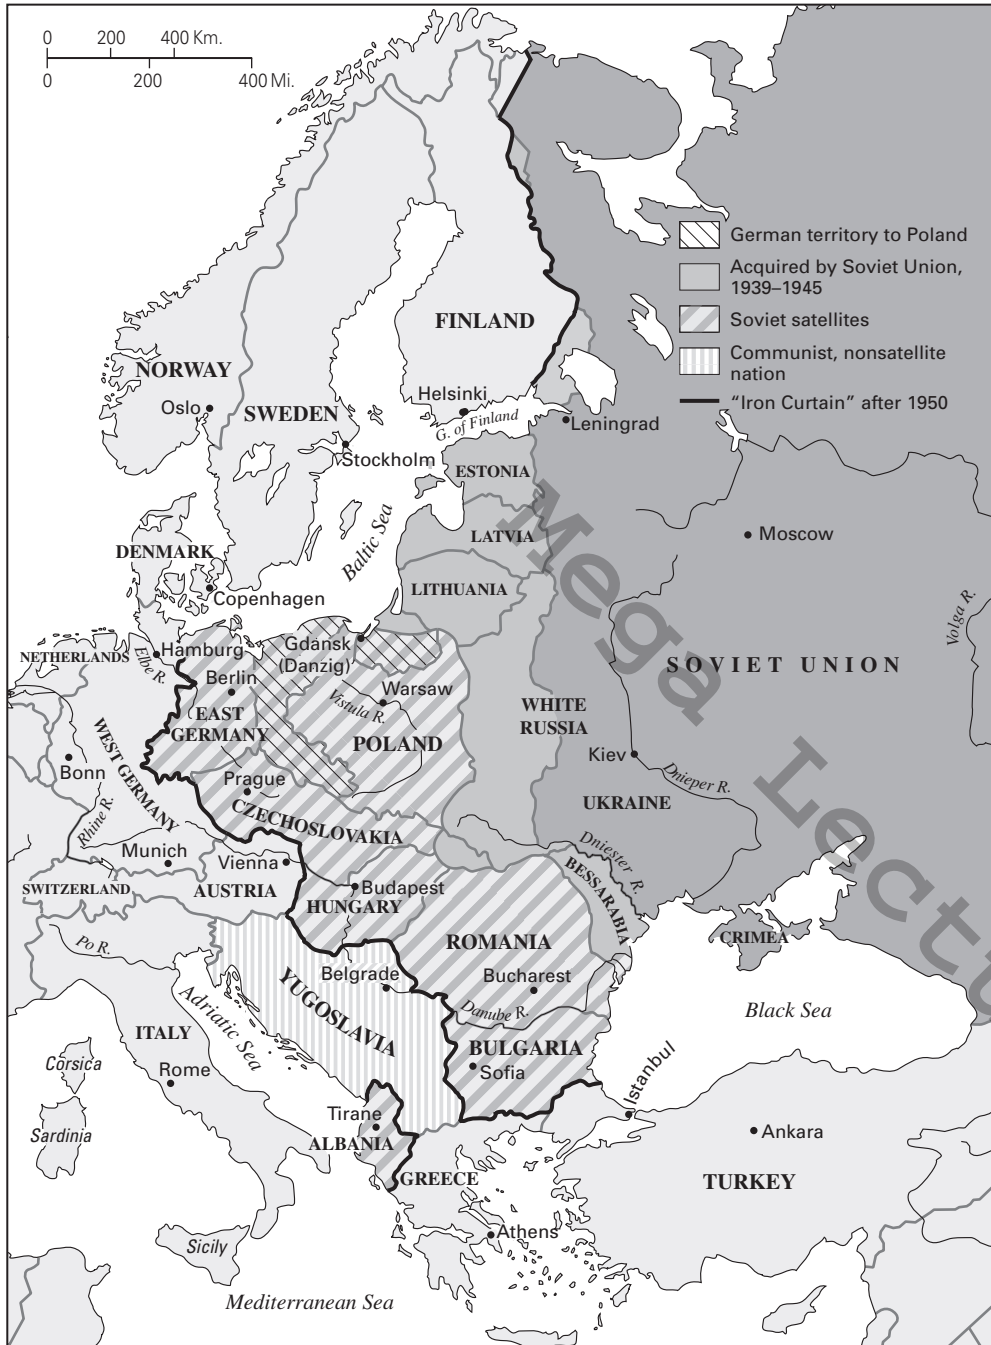 0 200 400 Km.
0 200 400 Mi.
German territory to Poland
Acquired by Soviet Union,
1939–1945
Soviet satellites
Communist, nonsatellite
nation
“Iron Curtain” after 1950
FINLAND
NORWAY
Helsinki
Oslo
SWEDEN
G. of Finland
Leningrad
Stockholm
ESTONIA
Baltic Sea
LATVIA
Moscow
DENMARK
LITHUANIA
Copenhagen
Volga R.
Hamburg
Gdánsk
(Danzig)
NETHERLANDS
Elbe R.
SOVIET UNION
Berlin
Warsaw
Vistula R.
EAST
GERMANY
WHITE
RUSSIA
POLAND
WEST GERMANY
Bonn
Kiev
Dnieper R.
Prague
UKRAINE
Rhine R.
CZECHOSLOVAKIA
Dniester R.
Munich
Vienna
BESSARABIA
SWITZERLAND
AUSTRIA
Budapest
HUNGARY
CRIMEA
Po R.
ROMANIA
Belgrade
Bucharest
YUGOSLAVIA
Adriatic Sea
Danube R.
Black Sea
ITALY
BULGARIA
Corsica
Rome
Sofia
Istanbul
Tirane
Sardinia
ALBANIA
Ankara
GREECE
TURKEY
Athens
Sicily
Mediterranean Sea
Mega Lectu